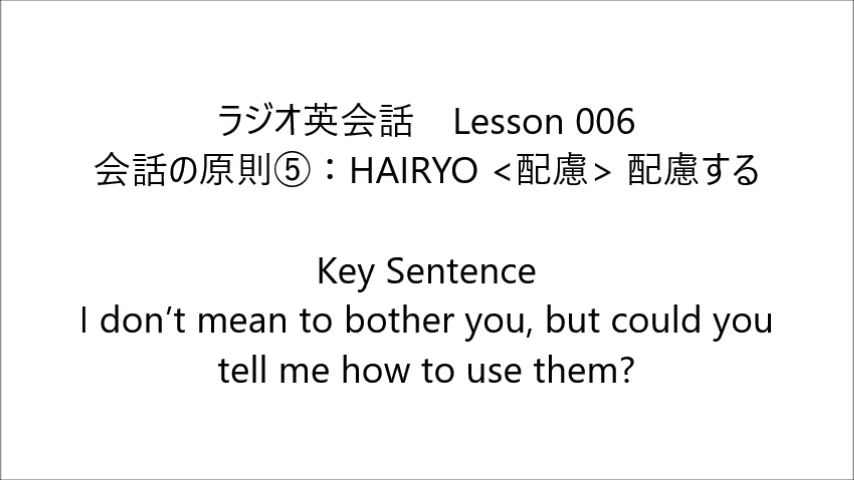 ラジオ英会話　Lesson 006
会話の原則⑤：HAIRYO <配慮> 配慮する
Key Sentence
I don’t mean to bother you, but could you
tell me how to use them?